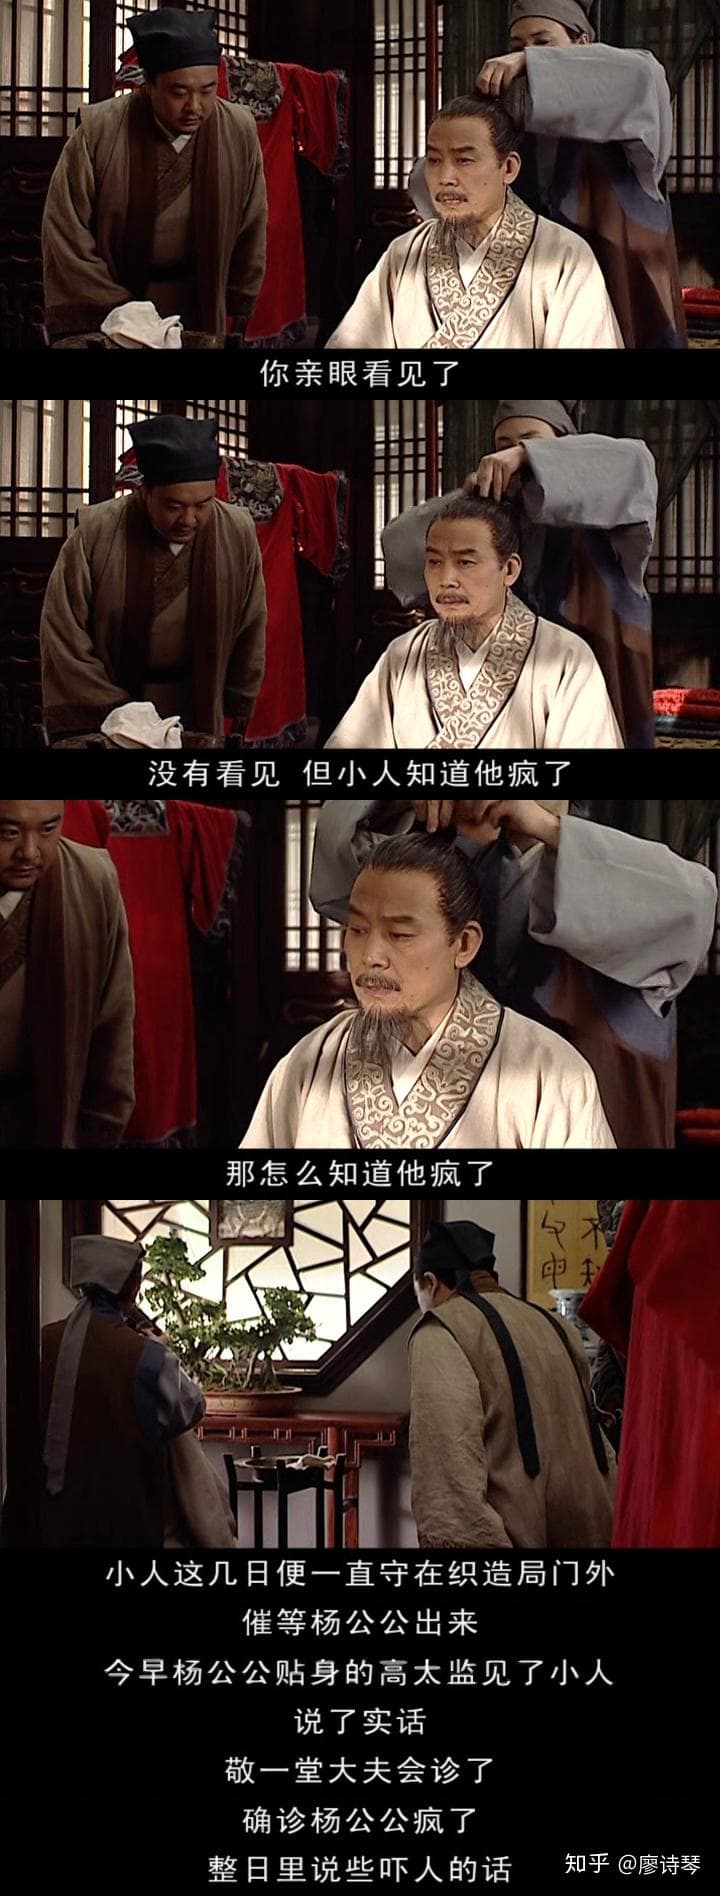 你亲眼看见了
没有看见 但小人知道他疯了
那怎么知道他疯了
小人这几日便一直守在织造局门外
催等杨公公出来
今早杨公公贴身的高太监见了小人
说了实话
敬一堂大夫会诊了
确诊杨公公疯了
整日里说些吓人的话
知乎 @廖诗琴